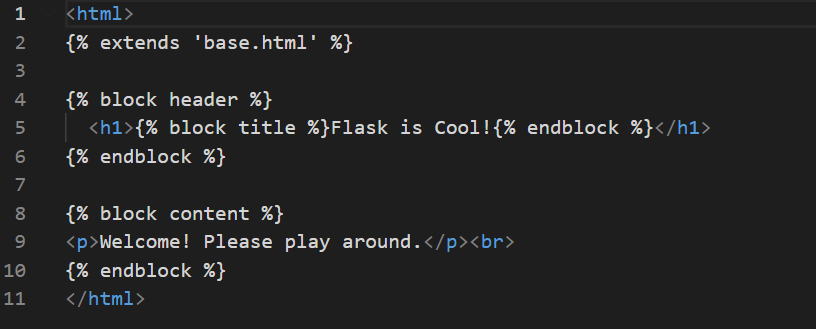 1 <html>
2 {% extends 'base.html' %}
3
4 {% block header %}
5   <h1>{% block title %}Flask is Cool!{% endblock %}</h1>
6 {% endblock %}
7
8 {% block content %}
9 <p>Welcome! Please play around.</p><br>
10 {% endblock %}
11 </html>